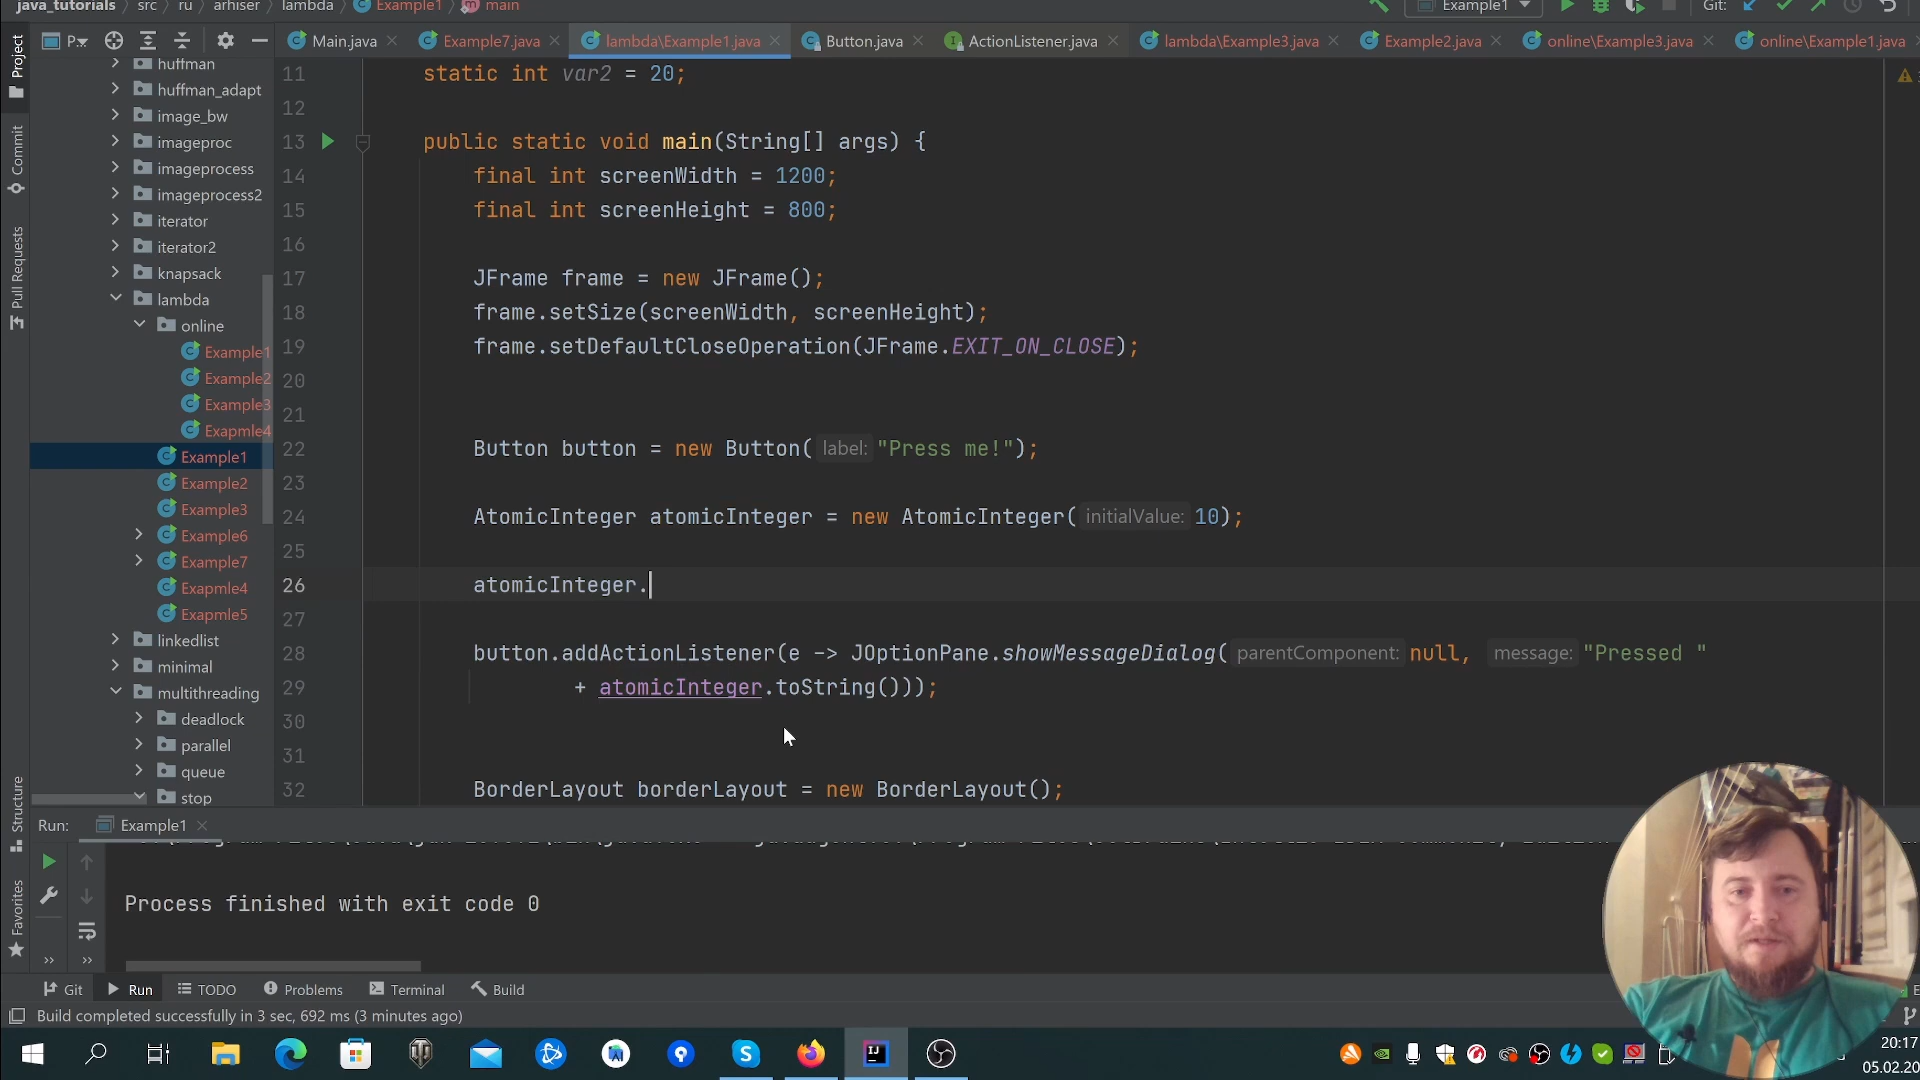 java_tutorials › src › ru › arhiser › lambda › Example1 › main
Example1
Git:
P..
Main.java
Example7.java
lambda\Example1.java
Button.java
ActionListener.java
lambda\Example3.java
Example2.java
online\Example3.java
online\Example1.java
Project
Commit
Pull Requests
Structure
Favorites
huffman
huffman_adapt
image_bw
imageproc
imageprocess
imageprocess2
iterator
iterator2
knapsack
lambda
online
Example1
Example2
Example3
Exapmle4
Example1
Example2
Example3
Example6
Example7
Exapmle4
Exapmle5
linkedlist
minimal
multithreading
deadlock
parallel
queue
stop
11 static int var2 = 20;
12
13 public static void main(String[] args) {
14 final int screenWidth = 1200;
15 final int screenHeight = 800;
16
17 JFrame frame = new JFrame();
18 frame.setSize(screenWidth, screenHeight);
19 frame.setDefaultCloseOperation(JFrame.EXIT_ON_CLOSE);
20
21
22 Button button = new Button( label: "Press me!");
23
24 AtomicInteger atomicInteger = new AtomicInteger( initialValue: 10);
25
26 atomicInteger.
27
28 button.addActionListener(e -> JOptionPane.showMessageDialog( parentComponent: null, message: "Pressed "
29 + atomicInteger.toString()));
30
31
32 BorderLayout borderLayout = new BorderLayout();
Run: Example1
Process finished with exit code 0
Git Run TODO Problems Terminal Build
Build completed successfully in 3 sec, 692 ms (3 minutes ago)
20:17
05.02.20